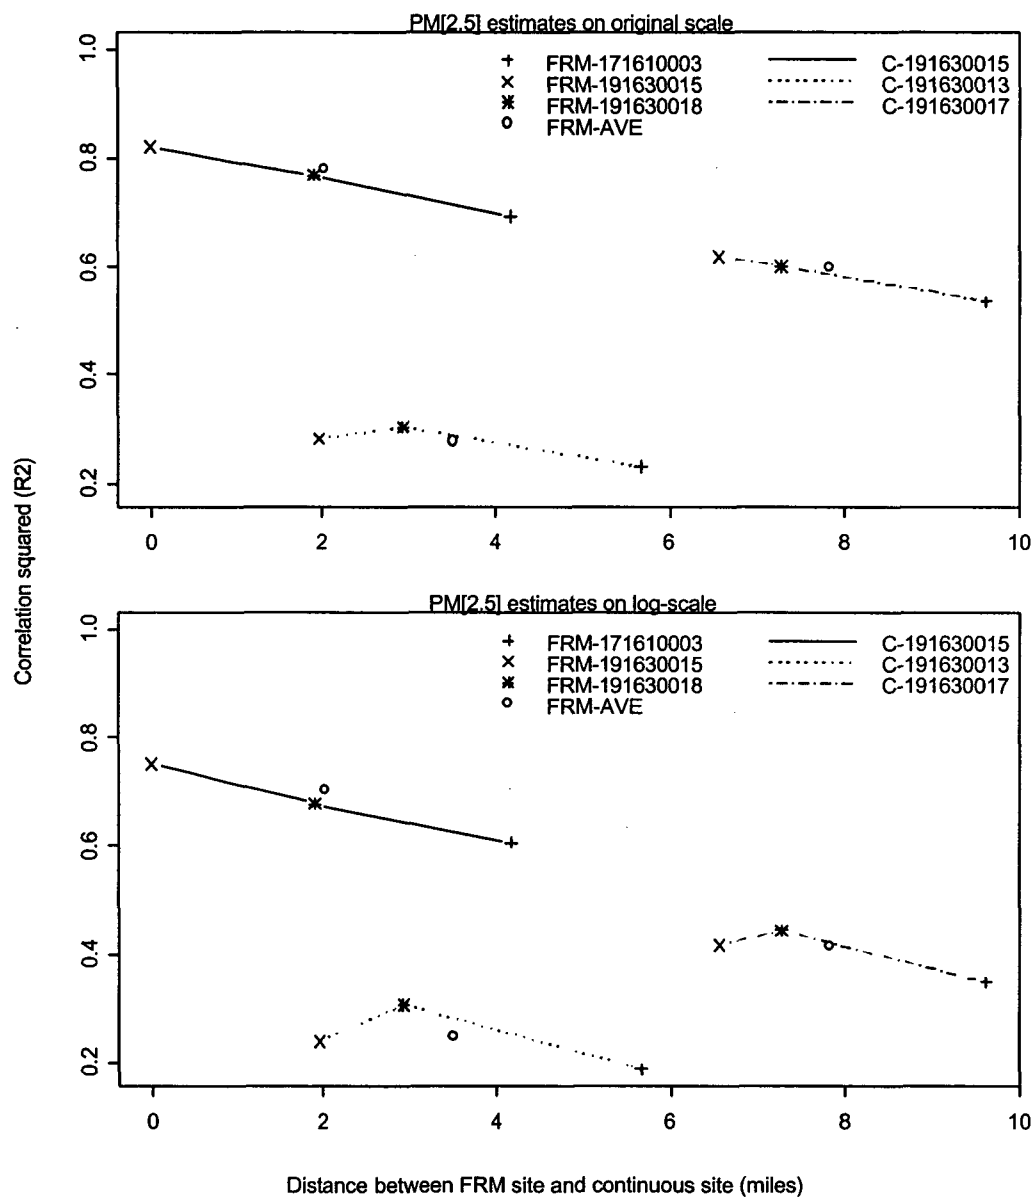 PM[2.5] estimates on original scale
FRM-171610003
FRM-191630015
FRM-191630018
FRM-AVE
C-191630015
C-191630013
C-191630017
1.0
0.8
0.6
0.4
0.2
0 2 4 6 8 10
Correlation squared (R2)
PM[2.5] estimates on log-scale
FRM-171610003
FRM-191630015
FRM-191630018
FRM-AVE
C-191630015
C-191630013
C-191630017
1.0
0.8
0.6
0.4
0.2
0 2 4 6 8 10
Distance between FRM site and continuous site (miles)